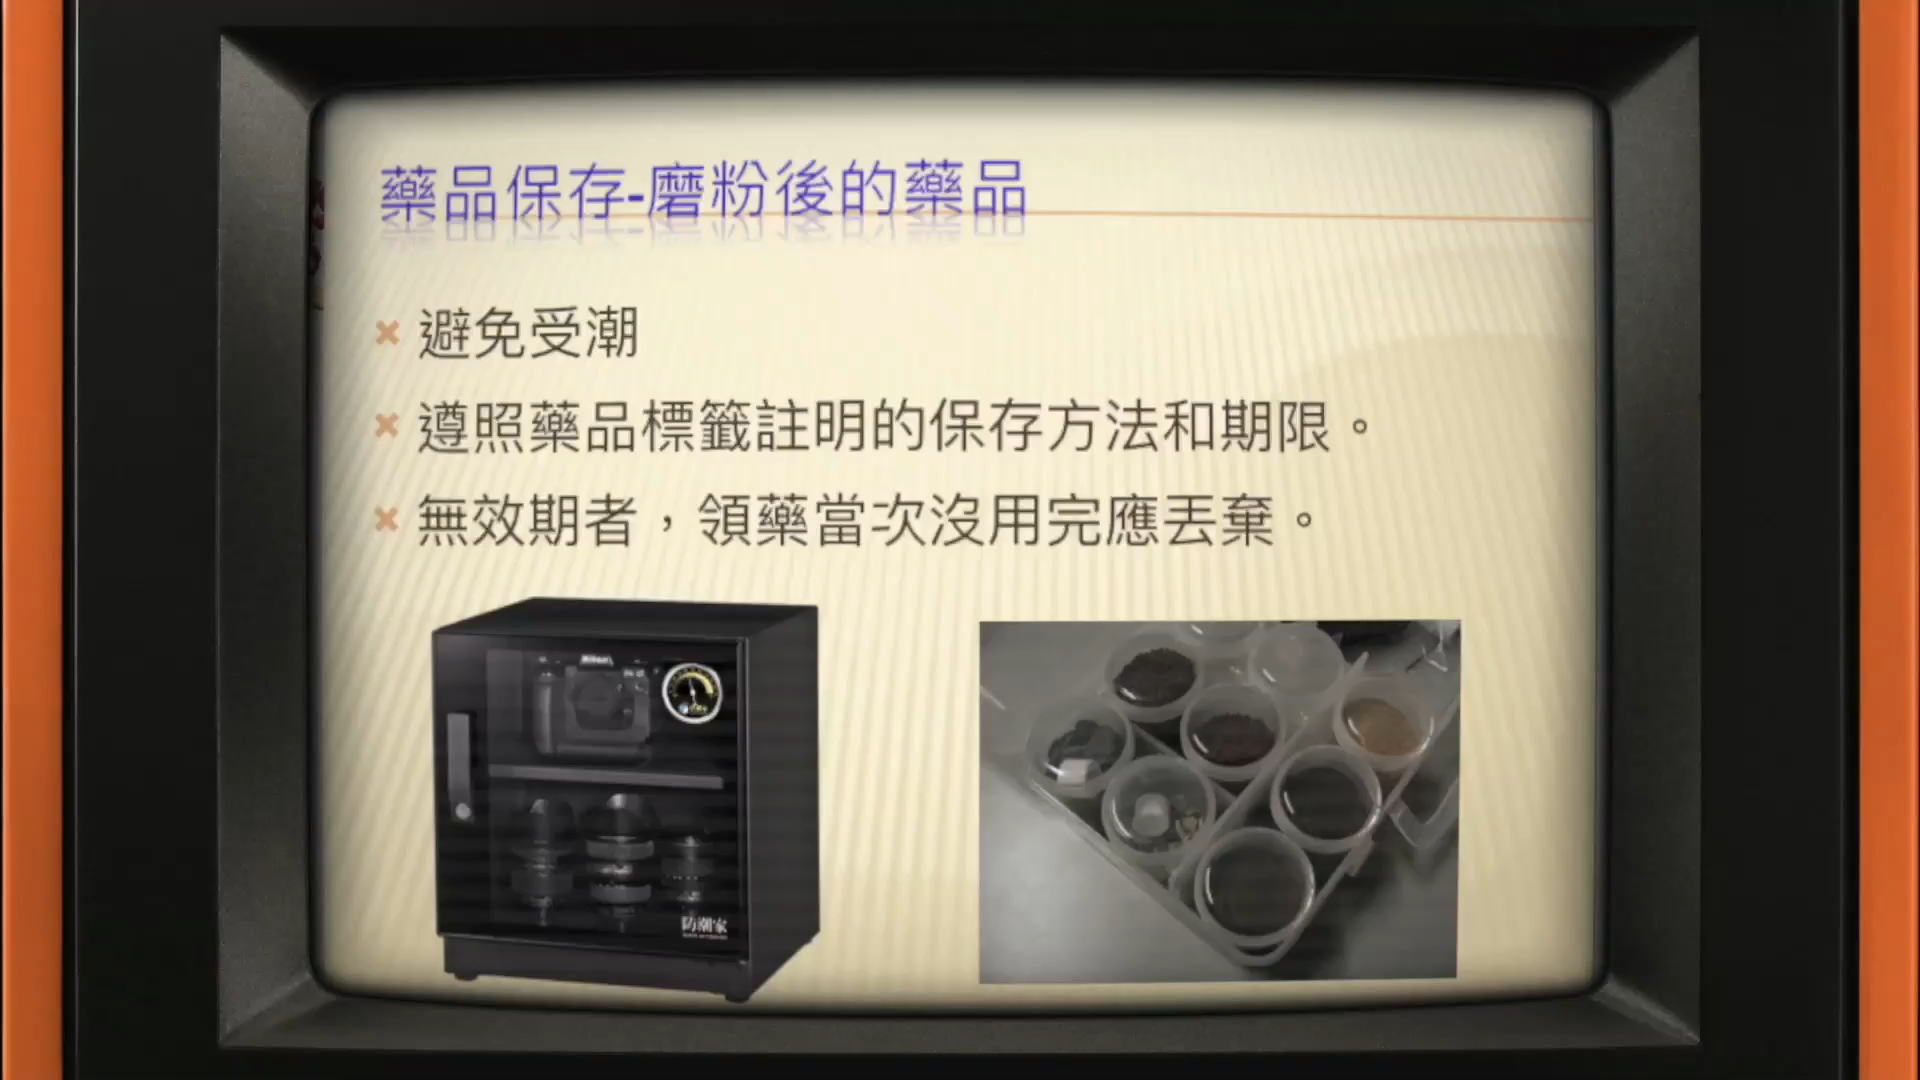 藥品保存-磨粉後的藥品
避免受潮
遵照藥品標籤註明的保存方法和期限。
無效期者，領藥當次沒用完應丟棄。
Nikon
防潮家